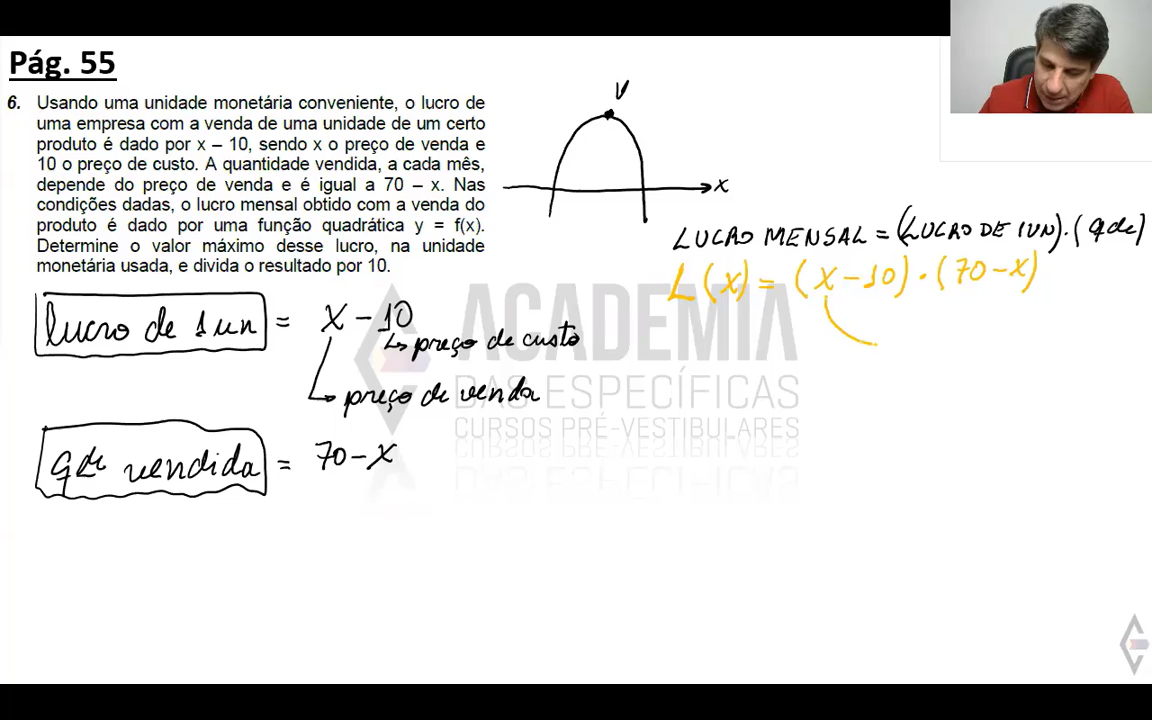 Pág. 55
6. Usando uma unidade monetária conveniente, o lucro de
uma empresa com a venda de uma unidade de um certo
produto é dado por x – 10, sendo x o preço de venda e
10 o preço de custo. A quantidade vendida, a cada mês,
depende do preço de venda e é igual a 70 – x. Nas
condições dadas, o lucro mensal obtido com a venda do
produto é dado por uma função quadrática y = f(x).
Determine o valor máximo desse lucro, na unidade
monetária usada, e divida o resultado por 10.
V
x
LUCRO MENSAL = (LUCRO DE 1UN).(qde)
L(x) = (x-10).(70-x)
lucro de 1un = x - 10
preço de custo
preço de venda
qde vendida = 70-x
ACADEMIA
DAS ESPECÍFICAS
CURSOS PRÉ-VESTIBULARES